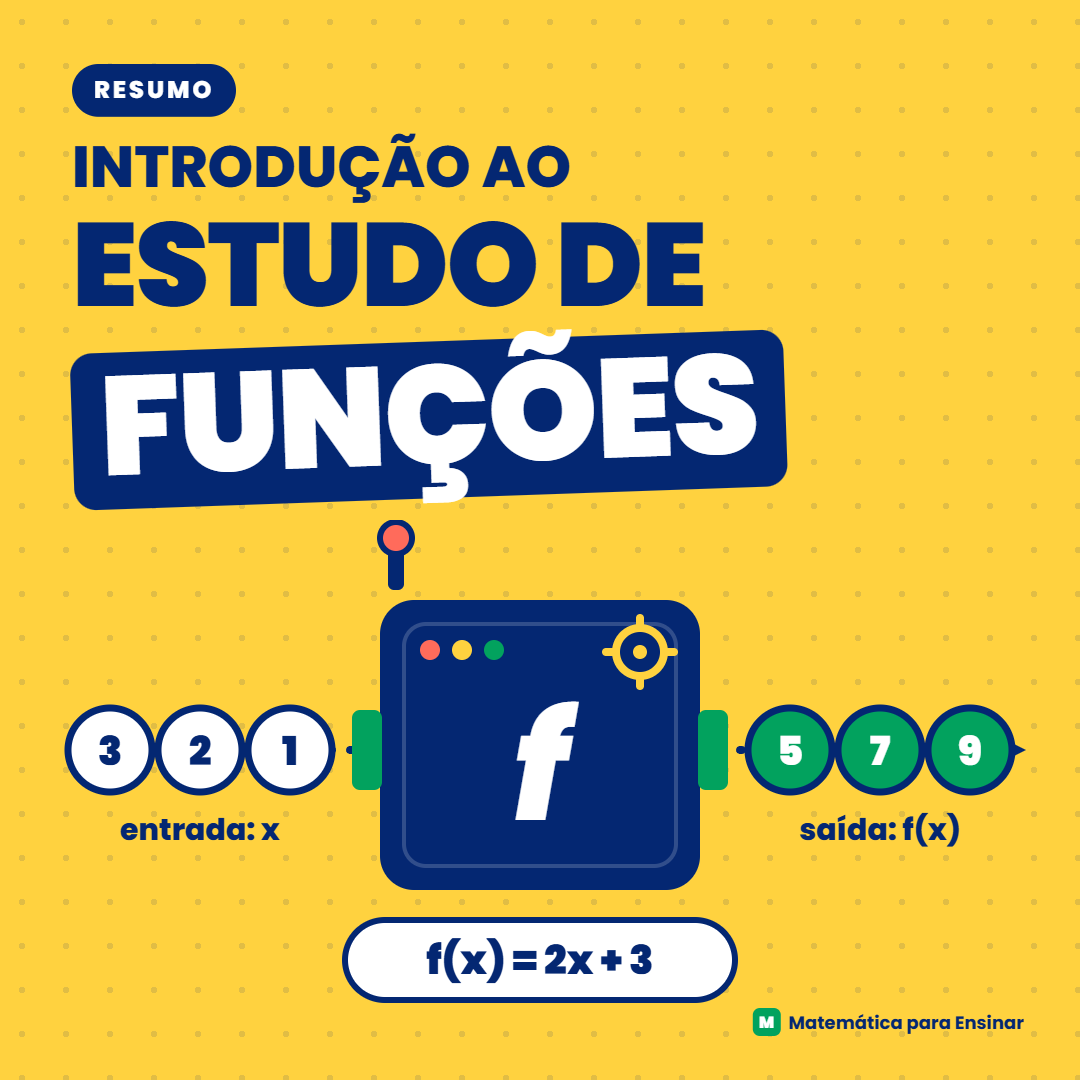 RESUMO
INTRODUÇÃO AO
ESTUDO DE
FUNÇÕES
f
3 2 1
5 7 9
entrada: x
saída: f(x)
f(x) = 2x + 3
M Matemática para Ensinar